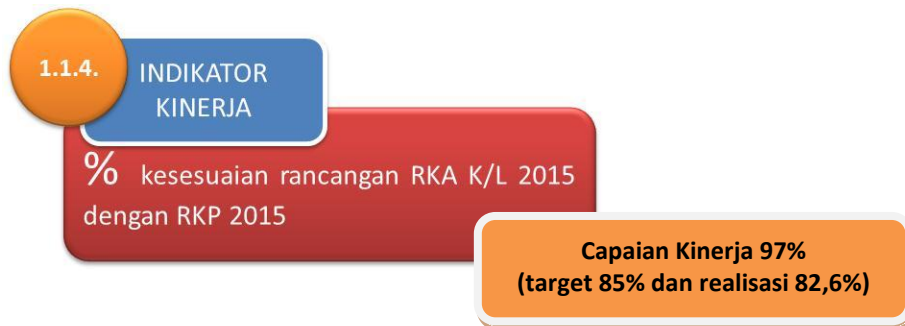 1.1.4.
INDIKATOR
KINERJA
% kesesuaian rancangan RKA K/L 2015
dengan RKP 2015
Capaian Kinerja 97%
(target 85% dan realisasi 82,6%)